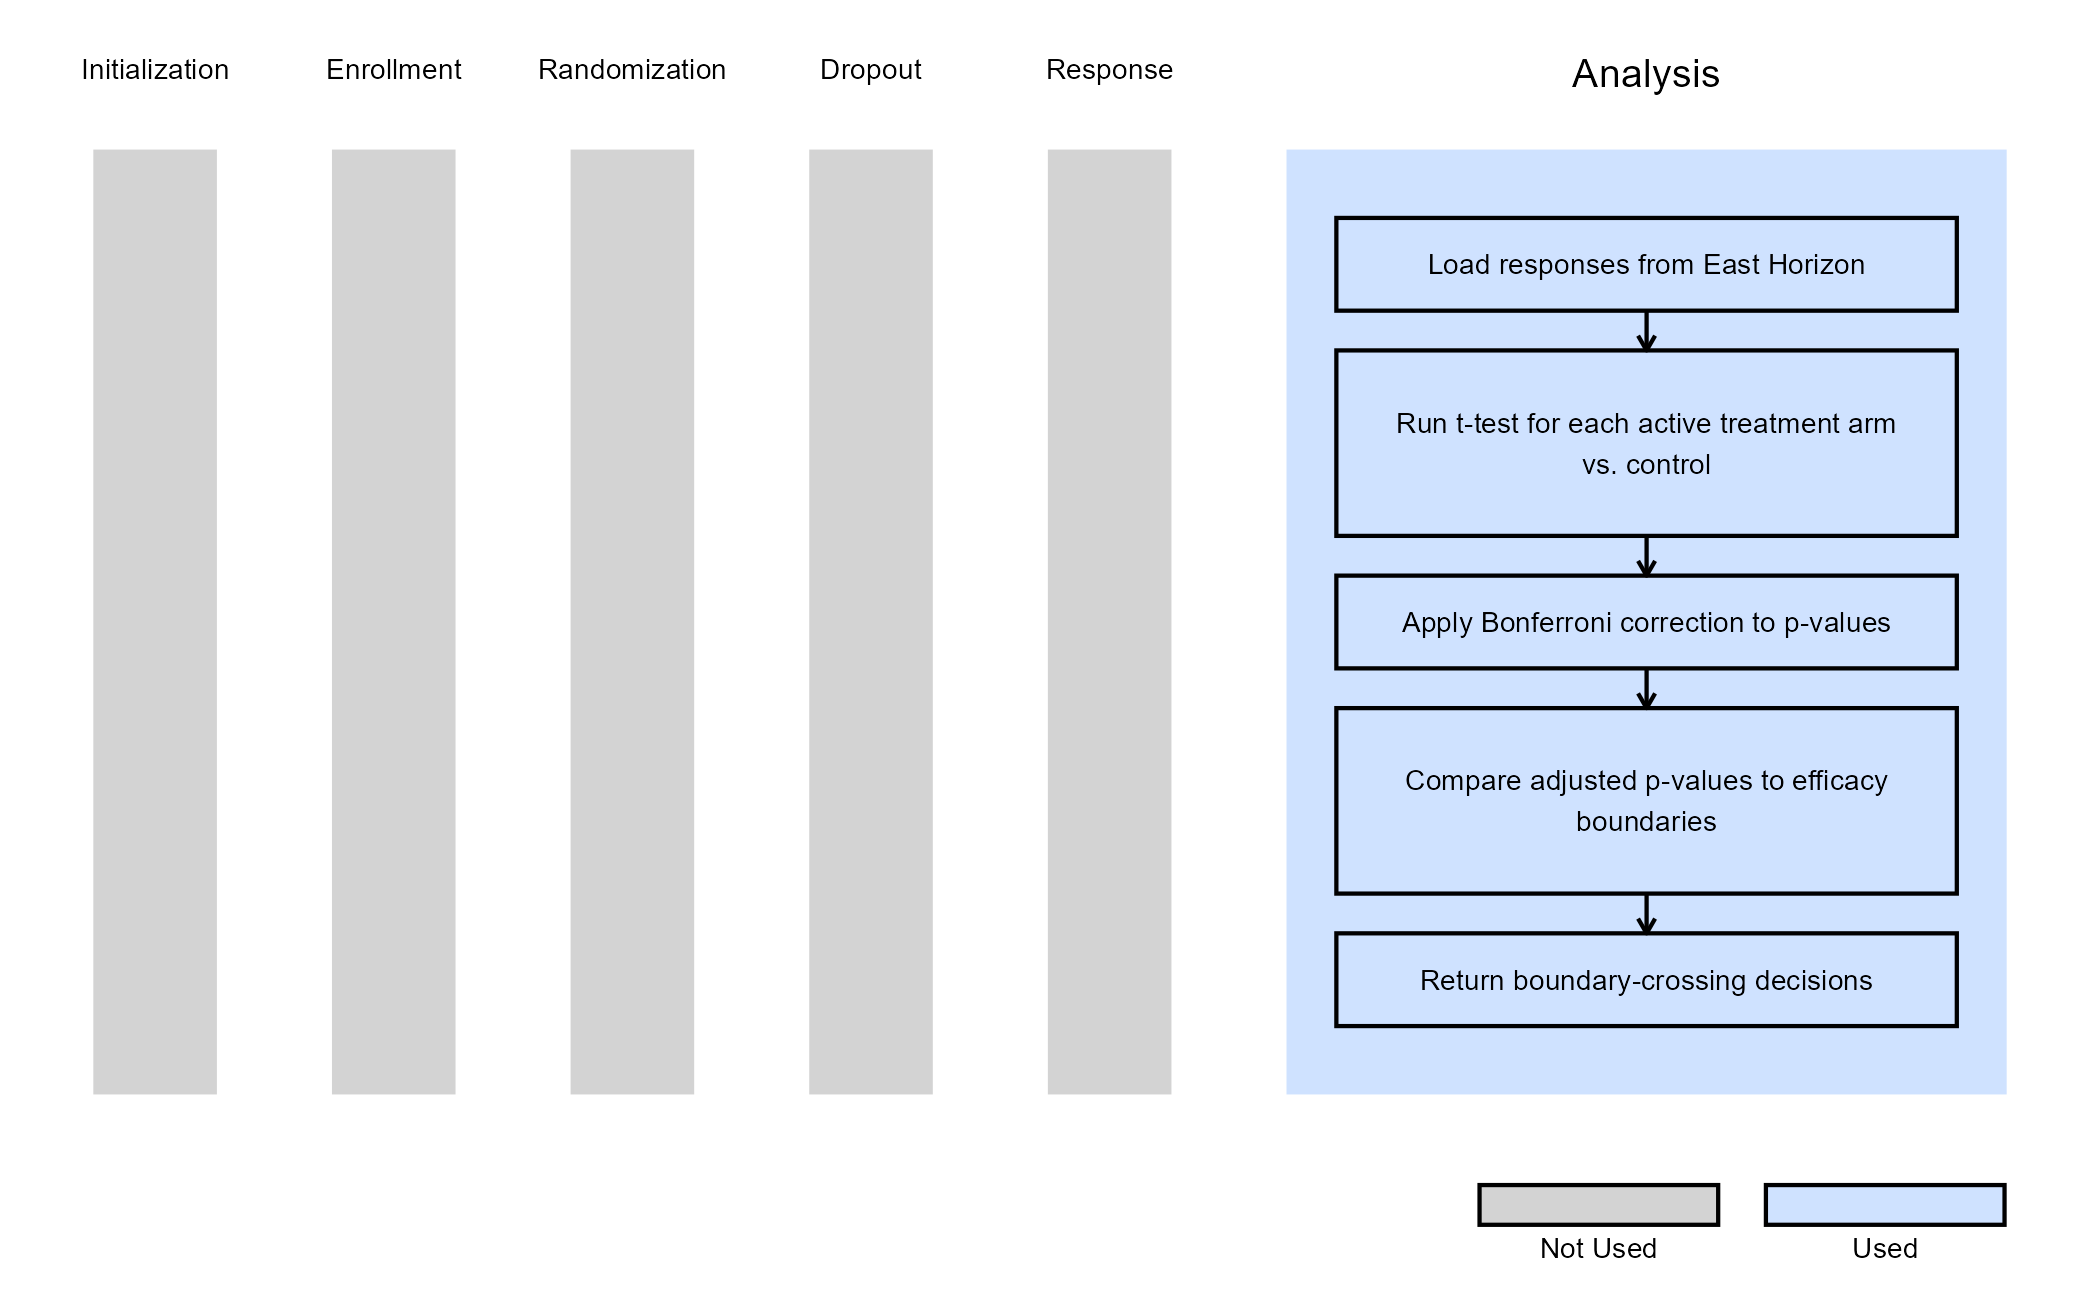 Initialization
Enrollment
Randomization
Dropout
Response
Analysis
Load responses from East Horizon
Run t-test for each active treatment arm
vs. control
Apply Bonferroni correction to p-values
Compare adjusted p-values to efficacy
boundaries
Return boundary-crossing decisions
Not Used
Used